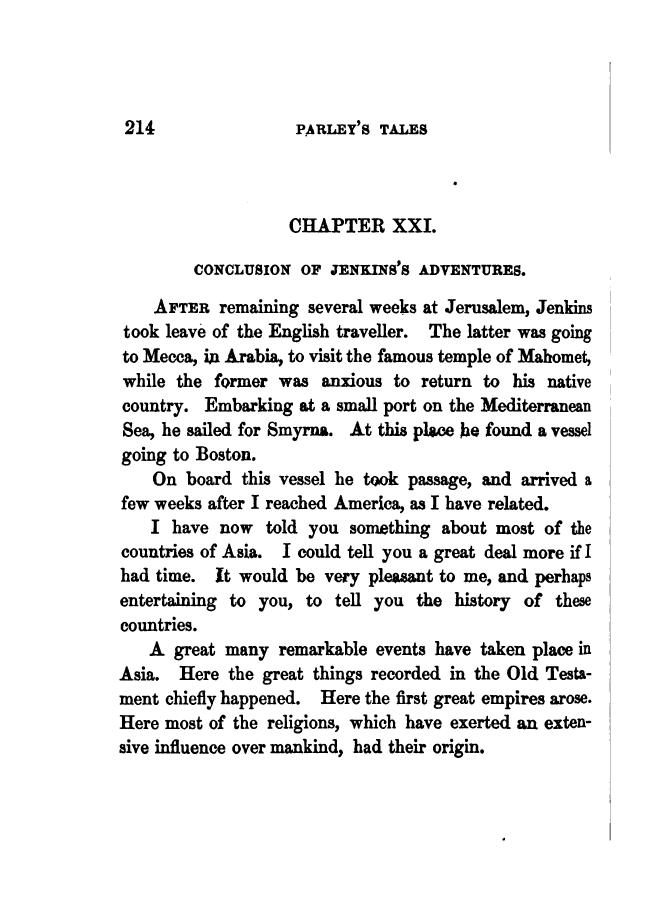 214 PARLEY'S TALES
CHAPTER XXI.
CONCLUSION OF JENKINS'S ADVENTURES.
AFTER remaining several weeks at Jerusalem, Jenkins
took leave of the English traveller. The latter was going
to Mecca, in Arabia, to visit the famous temple of Mahomet,
while the former was anxious to return to his native
country. Embarking at a small port on the Mediterranean
Sea, he sailed for Smyrna. At this place he found a vessel
going to Boston.
On board this vessel he took passage, and arrived a
few weeks after I reached America, as I have related.
I have now told you something about most of the
countries of Asia. I could tell you a great deal more if I
had time. It would be very pleasant to me, and perhaps
entertaining to you, to tell you the history of these
countries.
A great many remarkable events have taken place in
Asia. Here the great things recorded in the Old Testa-
ment chiefly happened. Here the first great empires arose.
Here most of the religions, which have exerted an exten-
sive influence over mankind, had their origin.